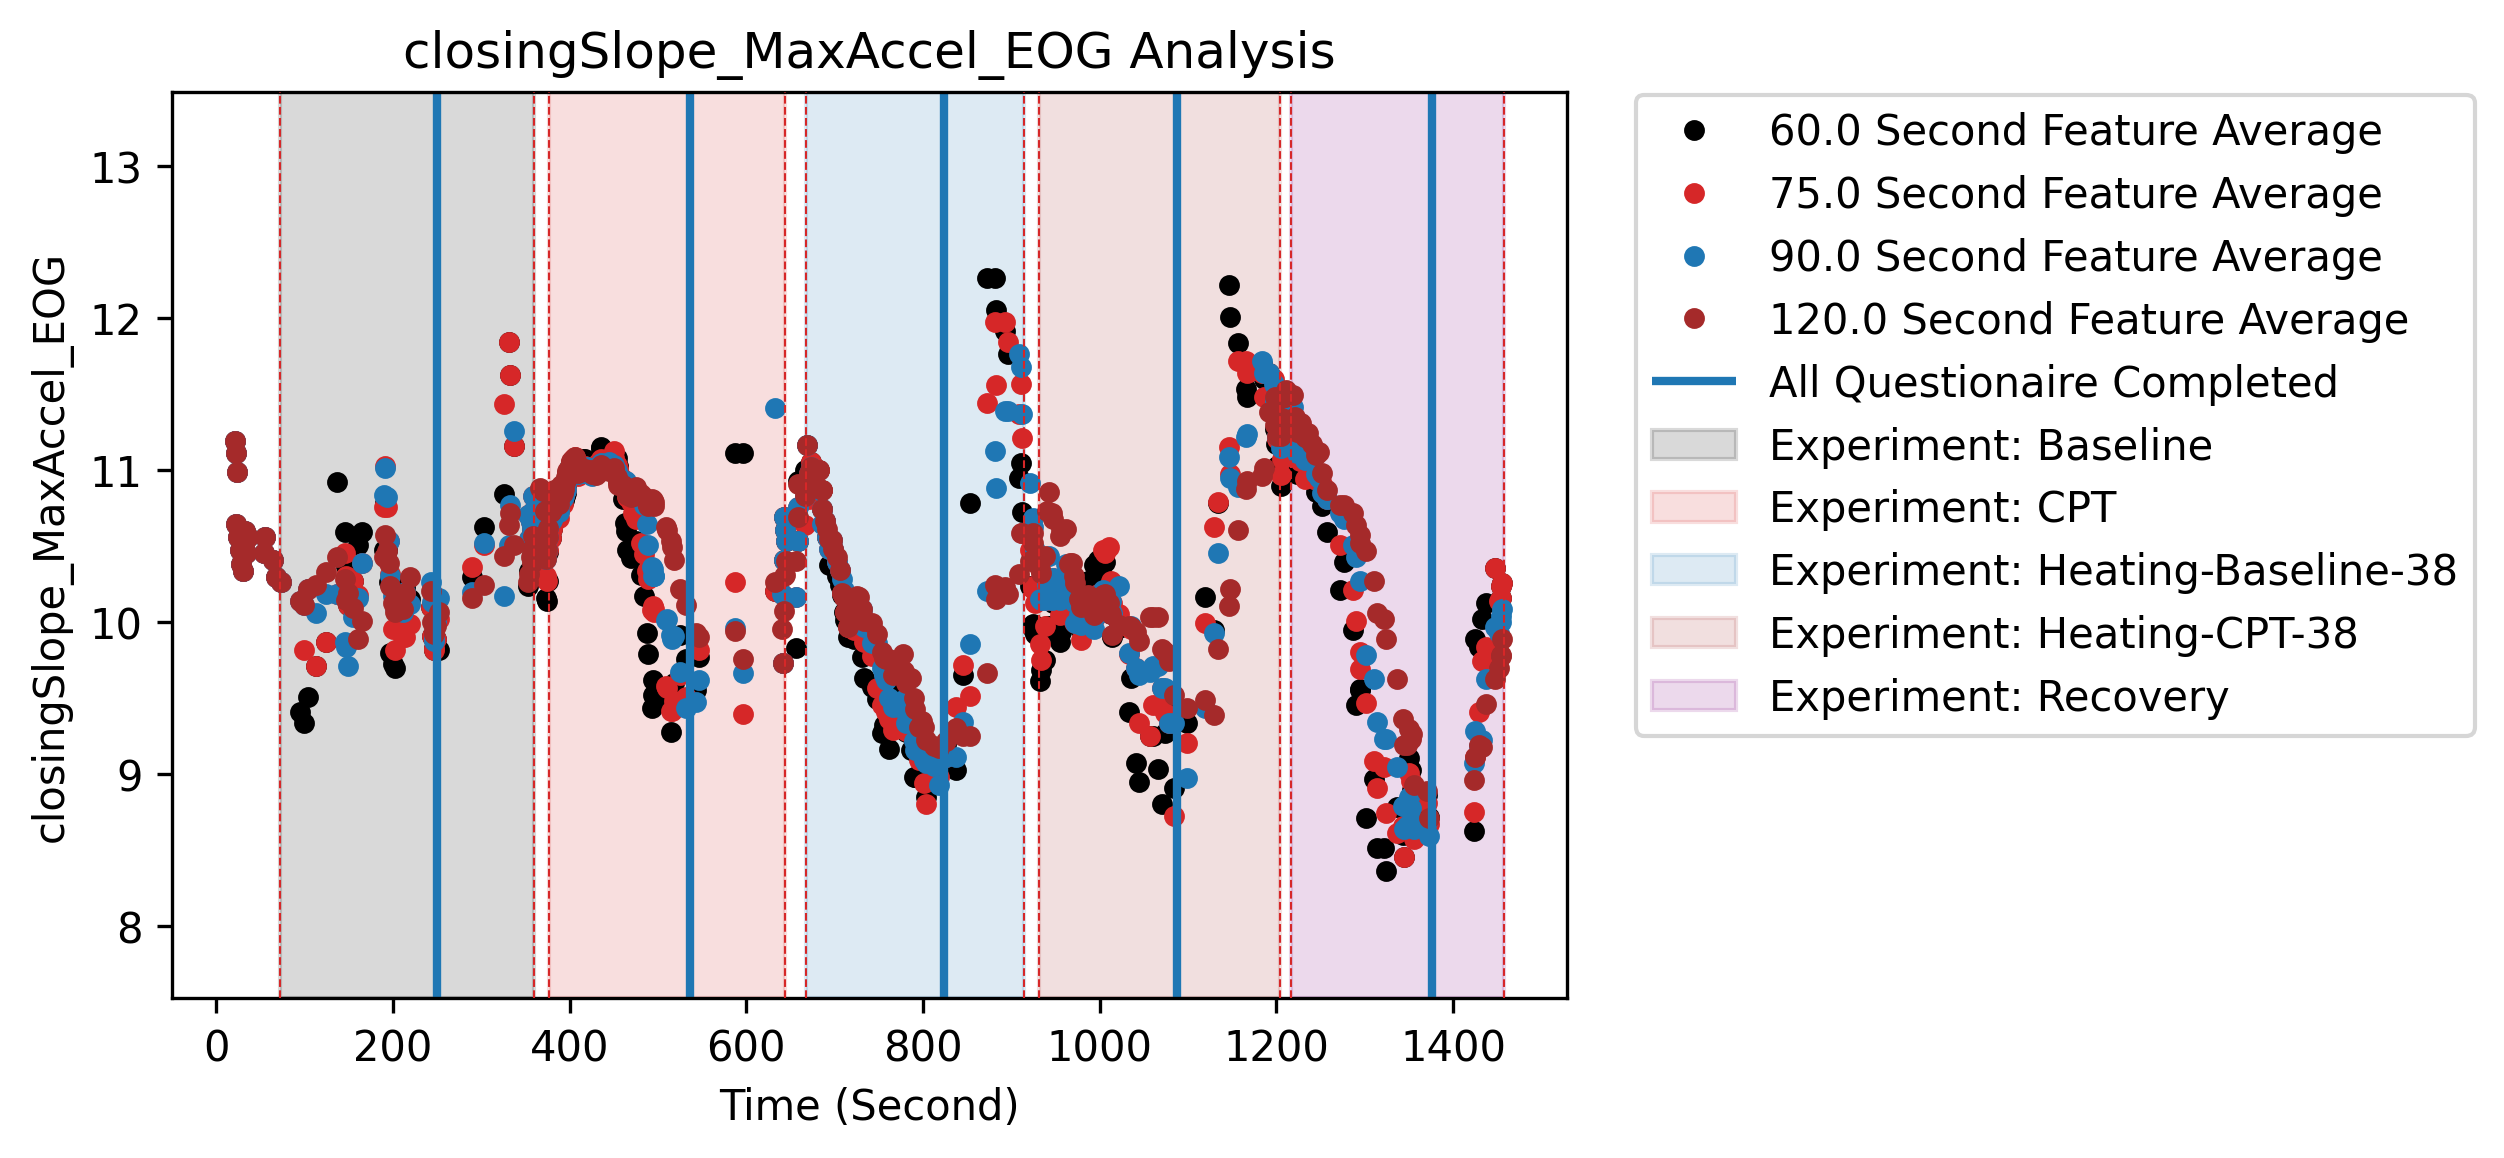 closingSlope_MaxAccel_EOG Analysis
closingSlope_MaxAccel_EOG
13
12
11
10
9
8
0 200 400 600 800 1000 1200 1400
Time (Second)
60.0 Second Feature Average
75.0 Second Feature Average
90.0 Second Feature Average
120.0 Second Feature Average
All Questionaire Completed
Experiment: Baseline
Experiment: CPT
Experiment: Heating-Baseline-38
Experiment: Heating-CPT-38
Experiment: Recovery